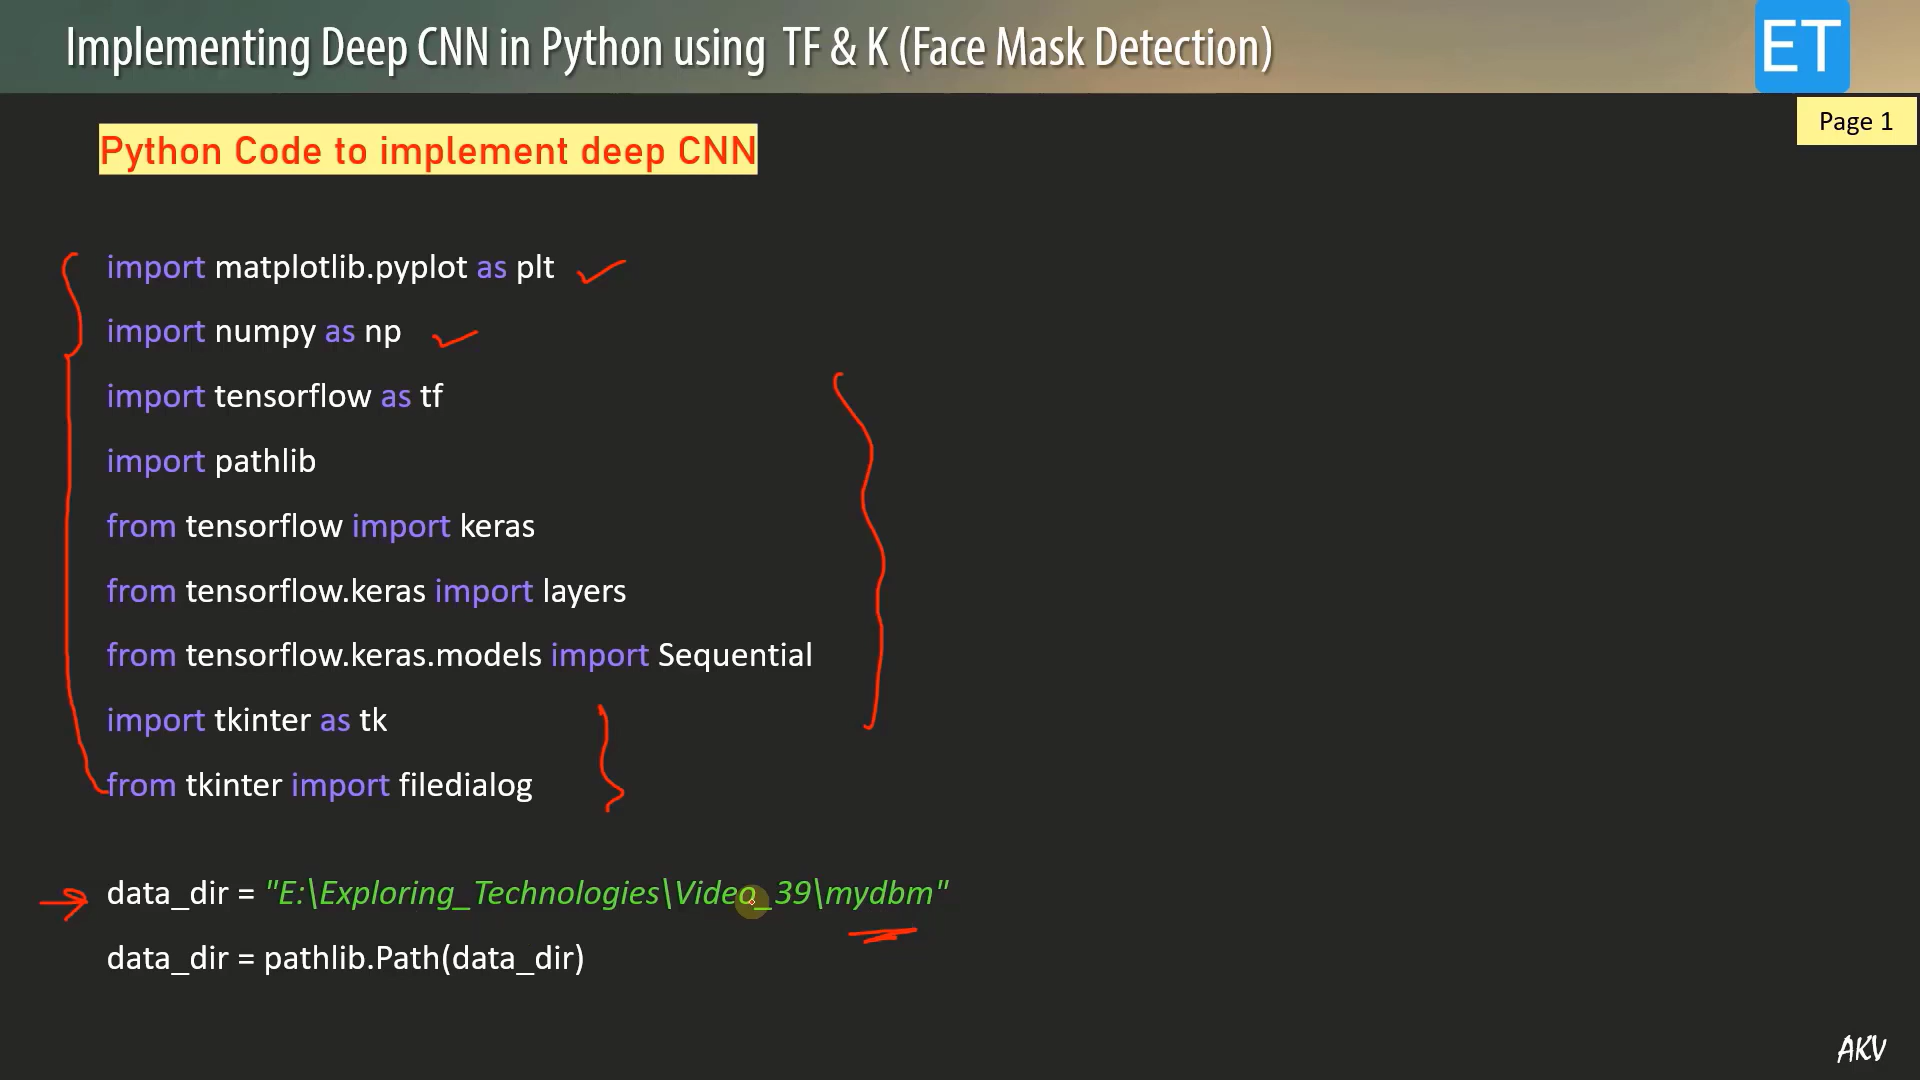 Implementing Deep CNN in Python using TF & K (Face Mask Detection)
ET
Page 1
Python Code to implement deep CNN
import matplotlib.pyplot as plt
import numpy as np
import tensorflow as tf
import pathlib
from tensorflow import keras
from tensorflow.keras import layers
from tensorflow.keras.models import Sequential
import tkinter as tk
from tkinter import filedialog
data_dir = "E:\Exploring_Technologies\Video_39\mydbm"
data_dir = pathlib.Path(data_dir)
AKV